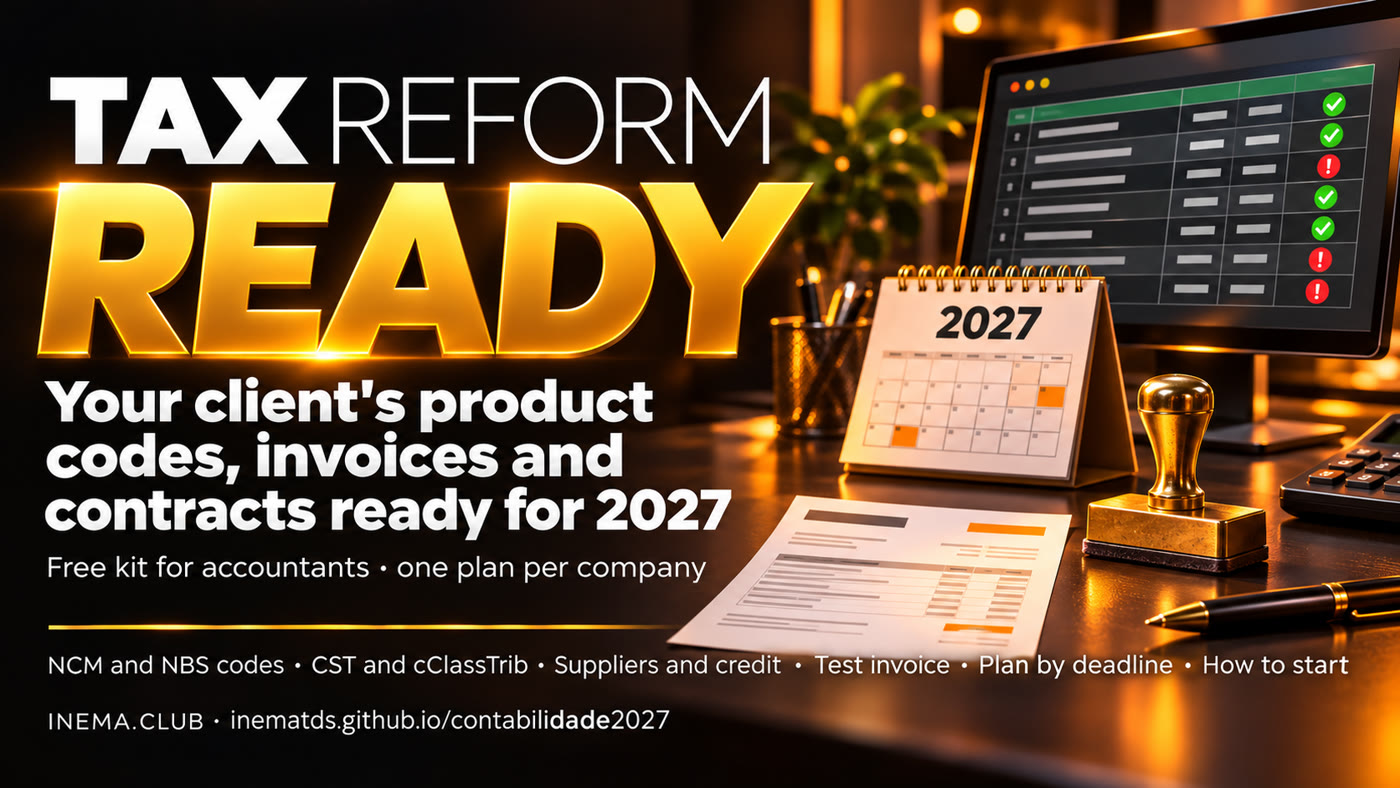 TAX REFORM
READY
Your client's product
codes, invoices and
contracts ready for 2027
Free kit for accountants • one plan per company
NCM and NBS codes • CST and cClassTrib • Suppliers and credit • Test invoice • Plan by deadline • How to start
INEMA.CLUB • inematds.github.io/contabilidade2027
2027